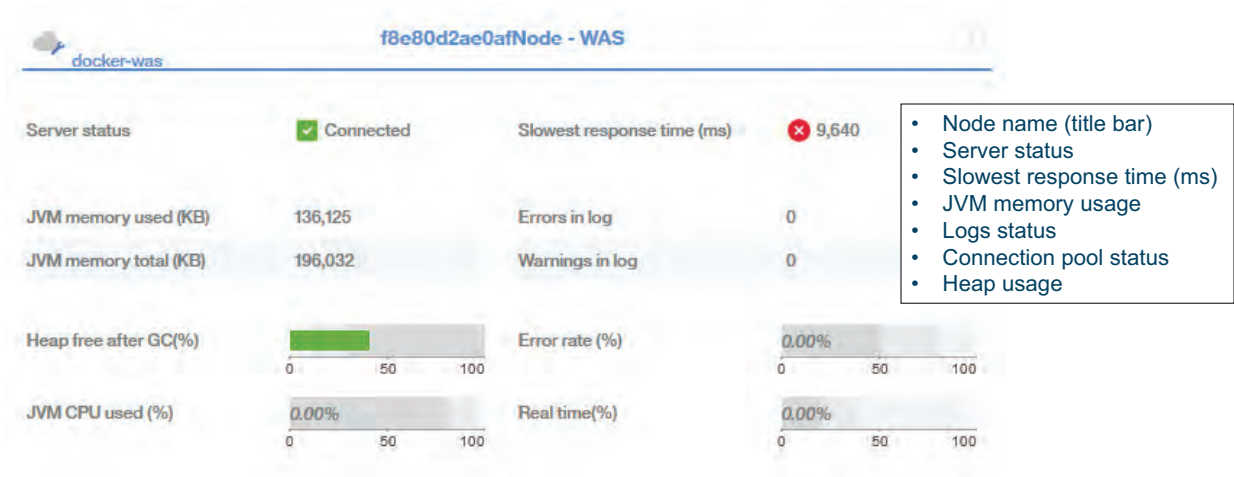 f8e80d2ae0afNode - WAS
docker-was
Server status Connected Slowest response time (ms) 9,640
JVM memory used (KB) 136,125 Errors in log 0
JVM memory total (KB) 196,032 Warnings in log 0
Heap free after GC(%) Error rate (%) 0.00%
0 50 100 0 50 100
JVM CPU used (%) 0.00% Real time(%) 0.00%
0 50 100 0 50 100
• Node name (title bar)
• Server status
• Slowest response time (ms)
• JVM memory usage
• Logs status
• Connection pool status
• Heap usage